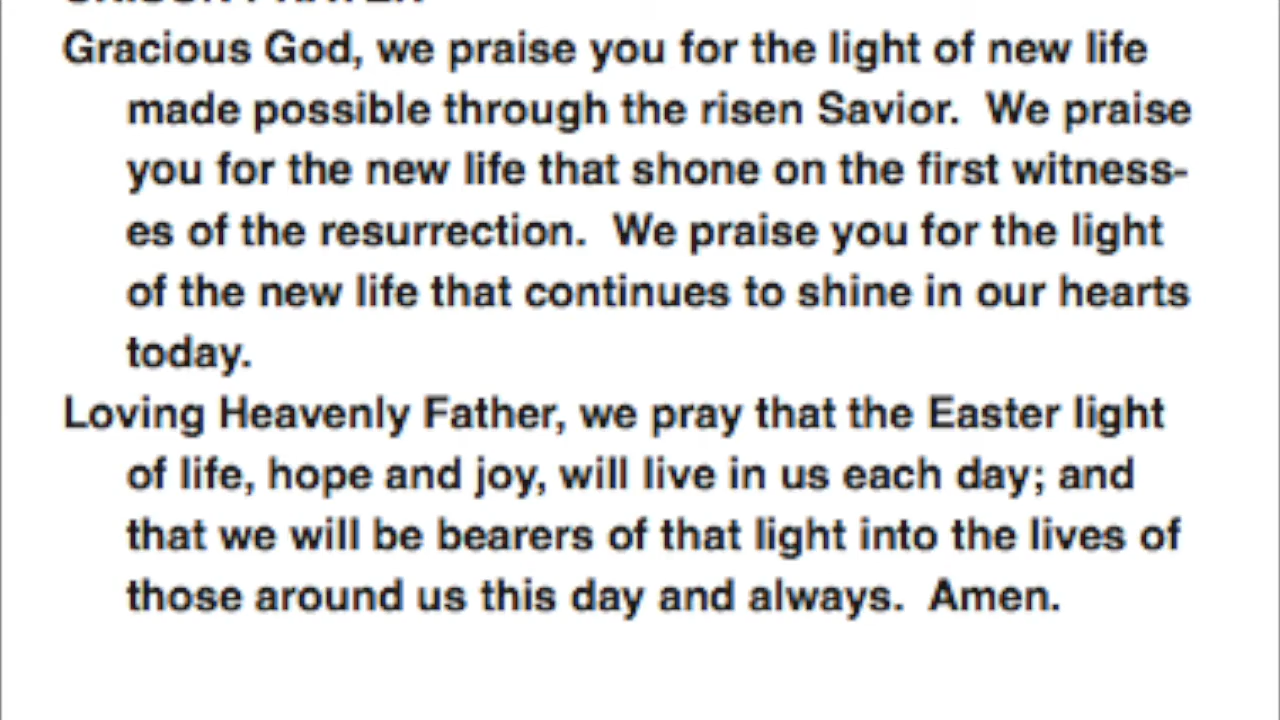 UNISON PRAYER
Gracious God, we praise you for the light of new life
made possible through the risen Savior.  We praise
you for the new life that shone on the first witness-
es of the resurrection.  We praise you for the light
of the new life that continues to shine in our hearts
today.
Loving Heavenly Father, we pray that the Easter light
of life, hope and joy, will live in us each day; and
that we will be bearers of that light into the lives of
those around us this day and always.  Amen.